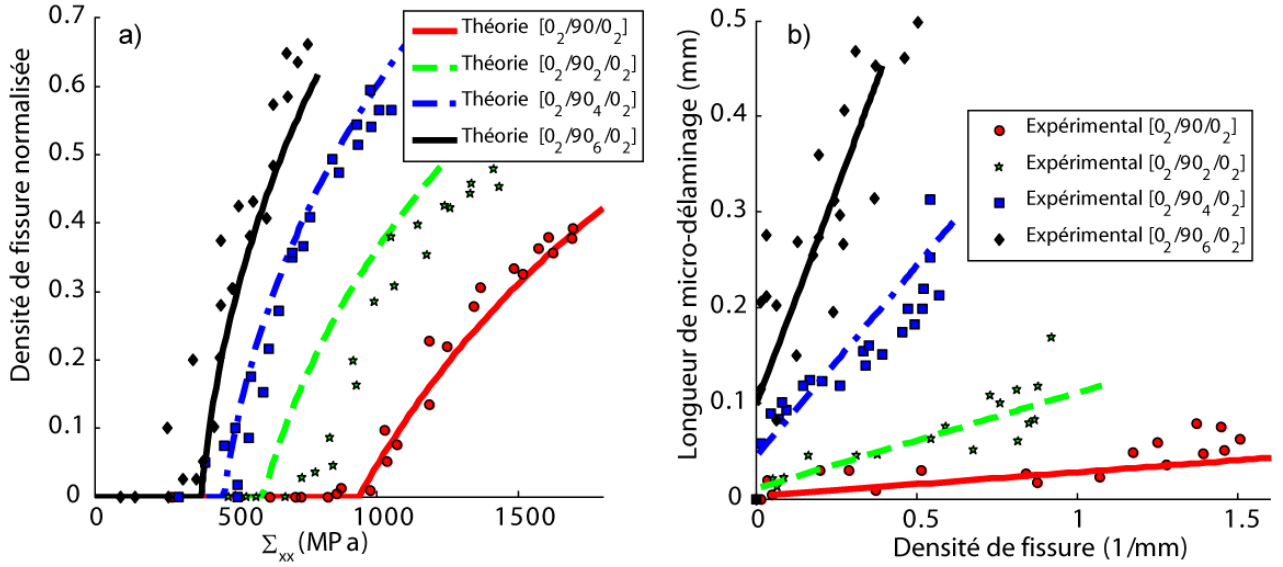 a)
Densité de fissure normalisée
0.7
0.6
0.5
0.4
0.3
0.2
0.1
0
0 500 1000 1500
Σxx (MPa)
Théorie [0₂/90/0₂]
Théorie [0₂/90₂/0₂]
Théorie [0₂/90₄/0₂]
Théorie [0₂/90₆/0₂]
b)
Longueur de micro-délaminage (mm)
0.5
0.4
0.3
0.2
0.1
0
0 0.5 1 1.5
Densité de fissure (1/mm)
Expérimental [0₂/90/0₂]
Expérimental [0₂/90₂/0₂]
Expérimental [0₂/90₄/0₂]
Expérimental [0₂/90₆/0₂]